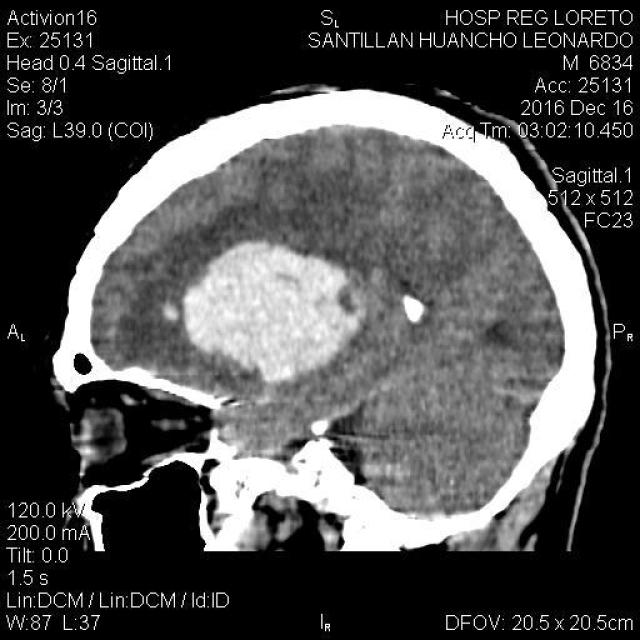 Activion16
Ex: 25131
Head 0.4 Sagittal.1
Se: 8/1
Im: 3/3
Sag: L39.0 (COI)
SL
HOSP REG LORETO
SANTILLAN HUANCHO LEONARDO
M 6834
Acc: 25131
2016 Dec 16
Acq Tm: 03:02:10.450
Sagittal.1
512 x 512
FC23
AL
PR
120.0 kV
200.0 mA
Tilt: 0.0
1.5 s
Lin:DCM / Lin:DCM / Id:ID
W:87 L:37
IR
DFOV: 20.5 x 20.5cm